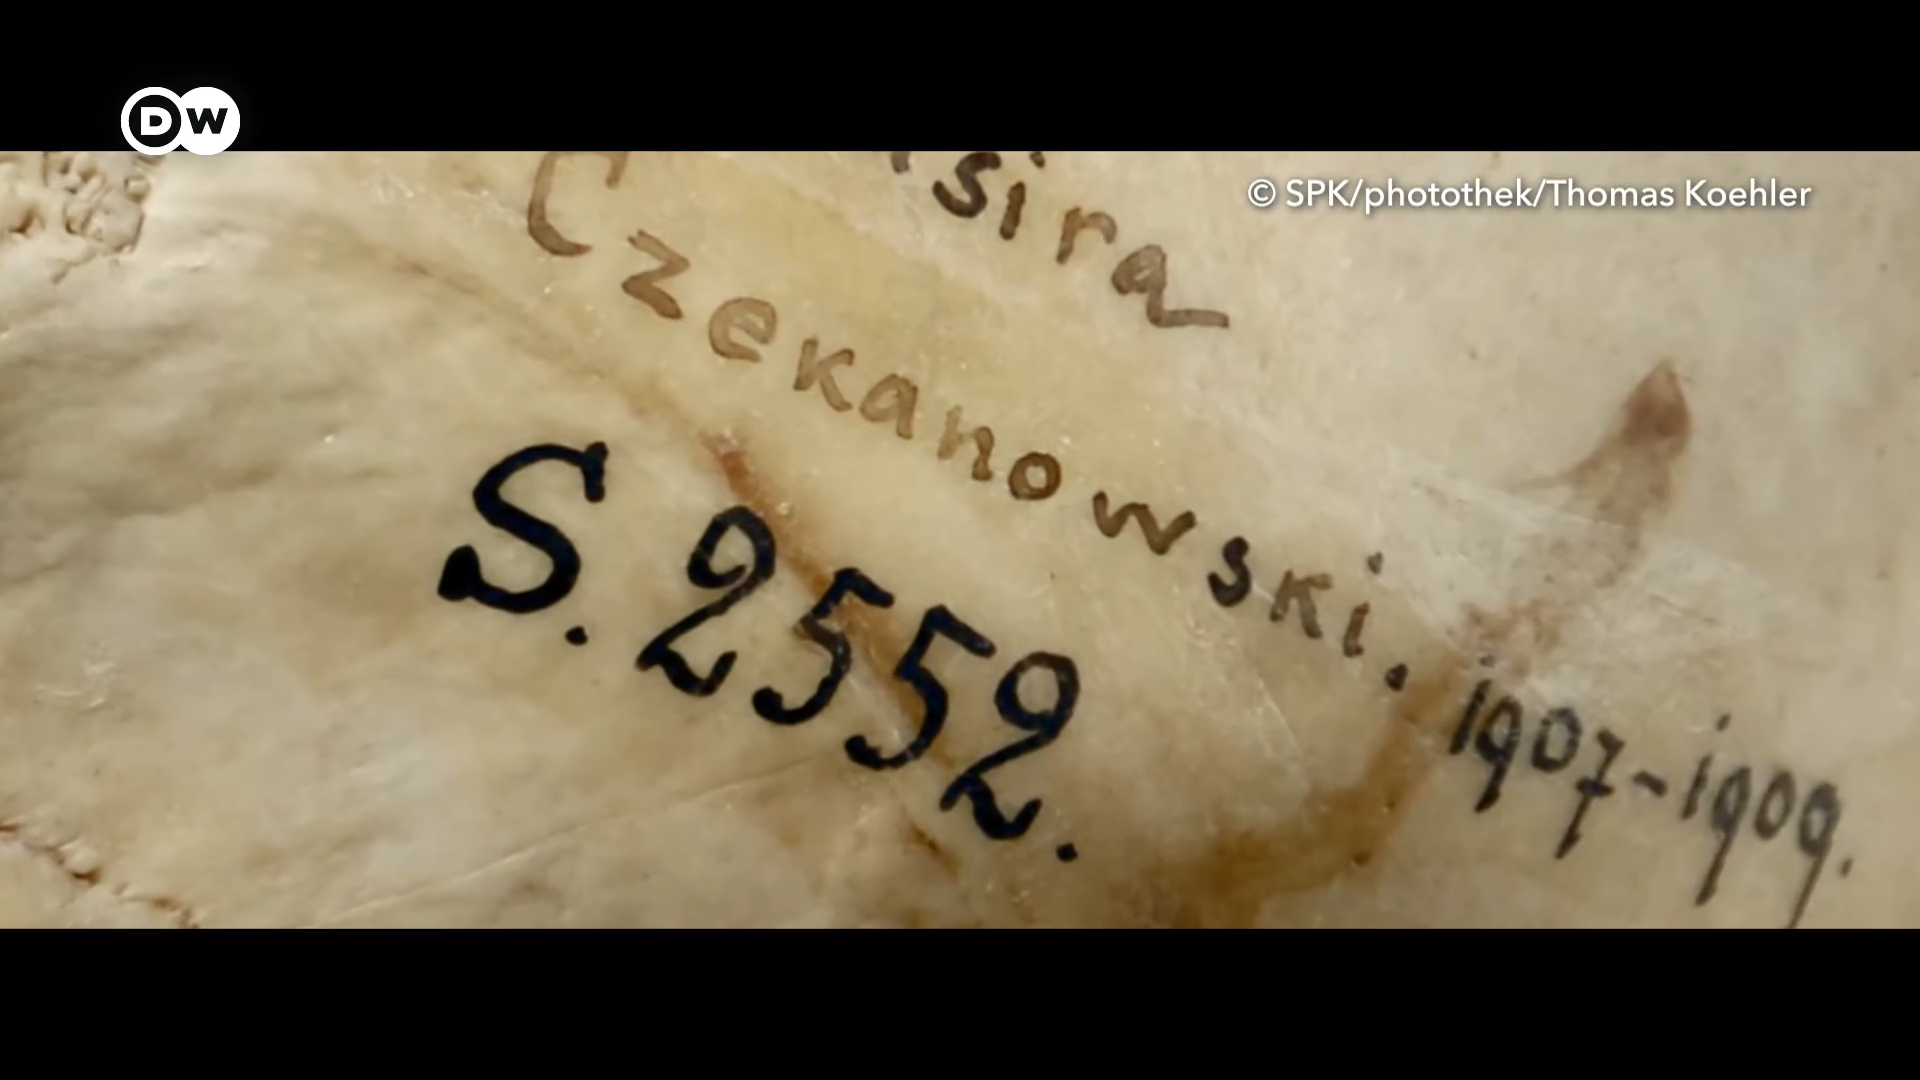 DW
© SPK/photothek/Thomas Koehler
sira
Czekanowski. 1907-1909.
S. 2552.